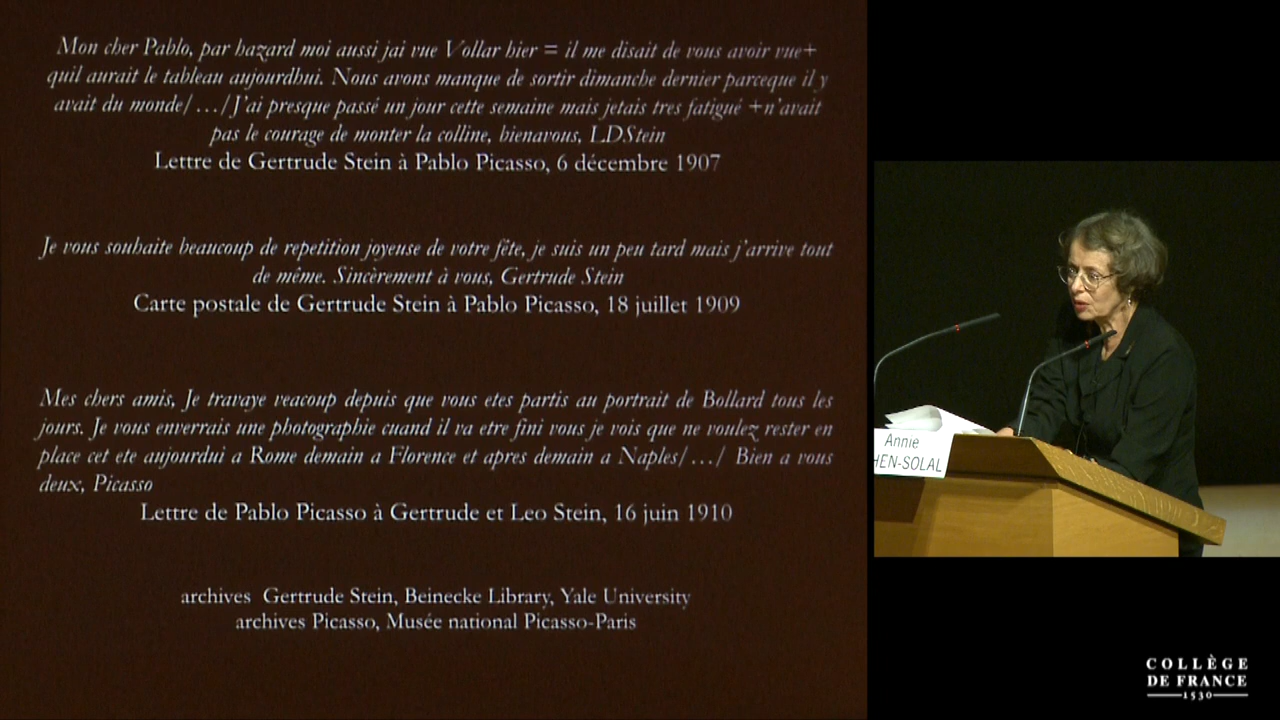 Mon cher Pablo, par hazard moi aussi jai vue Vollar hier = il me disait de vous avoir vue+
quil aurait le tableau aujourdhui. Nous avons manque de sortir dimanche dernier parceque il y
avait du monde/…/J'ai presque passé un jour cette semaine mais jetais tres fatigué +n'avait
pas le courage de monter la colline, bienavous, LDStein
Lettre de Gertrude Stein à Pablo Picasso, 6 décembre 1907
Je vous souhaite beaucoup de repetition joyeuse de votre fête, je suis un peu tard mais j'arrive tout
de même. Sincèrement à vous, Gertrude Stein
Carte postale de Gertrude Stein à Pablo Picasso, 18 juillet 1909
Mes chers amis, Je travaye veacoup depuis que vous etes partis au portrait de Bollard tous les
jours. Je vous enverrais une photographie cuand il va etre fini vous je vois que ne voulez rester en
place cet ete aujourdui a Rome demain a Florence et apres demain a Naples/…/ Bien a vous
deux, Picasso
Lettre de Pablo Picasso à Gertrude et Leo Stein, 16 juin 1910
archives Gertrude Stein, Beinecke Library, Yale University
archives Picasso, Musée national Picasso-Paris
Annie
HEN-SOLAL
COLLÈGE
DE FRANCE
1530